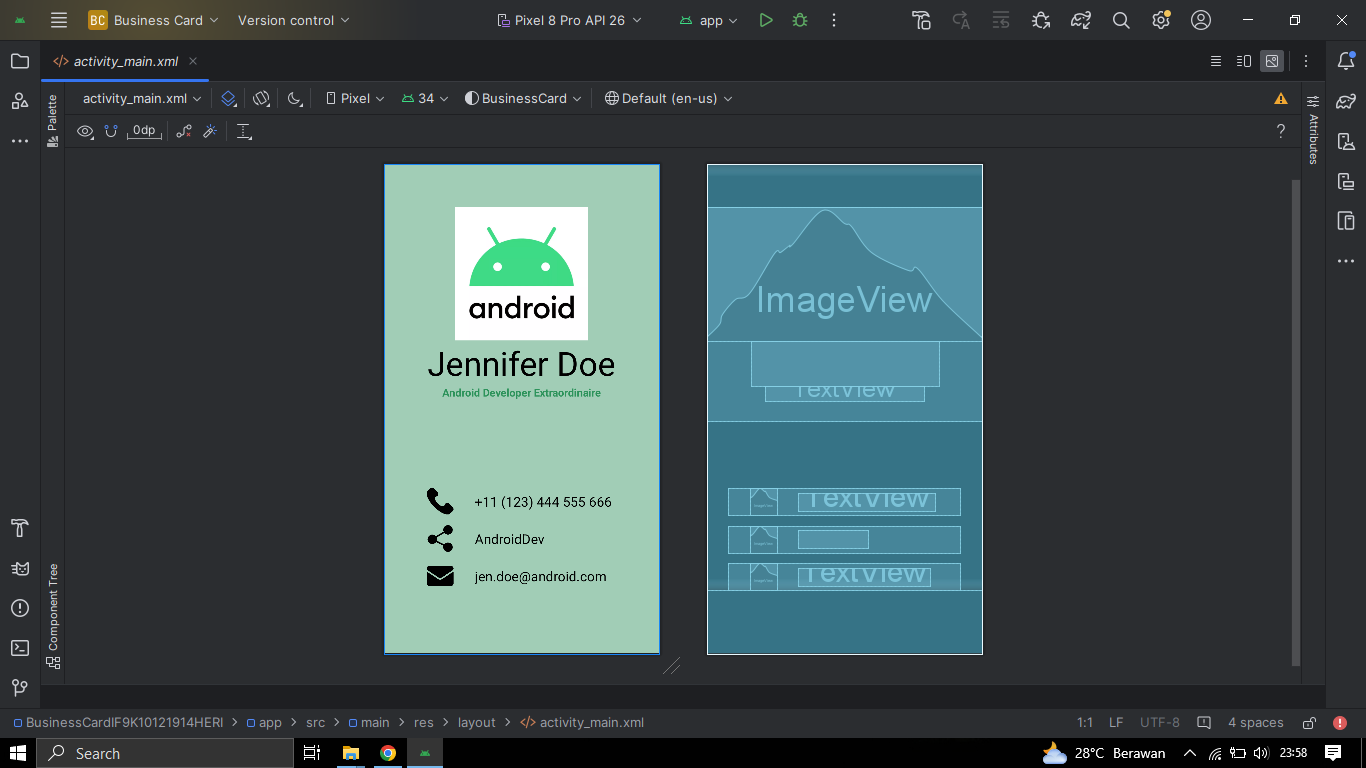 BC Business Card Version control Pixel 8 Pro API 26 app
activity_main.xml
activity_main.xml Pixel 34 BusinessCard Default (en-us)
0dp ?
Palette
Attributes
android
ImageView
Jennifer Doe
Android Developer Extraordinaire
TextView
+11 (123) 444 555 666
TextView
AndroidDev
jen.doe@android.com
TextView
Component Tree
BusinessCardIF9K10121914HERI > app > src > main > res > layout > activity_main.xml 1:1 LF UTF-8 4 spaces
Search 28°C Berawan 23:58